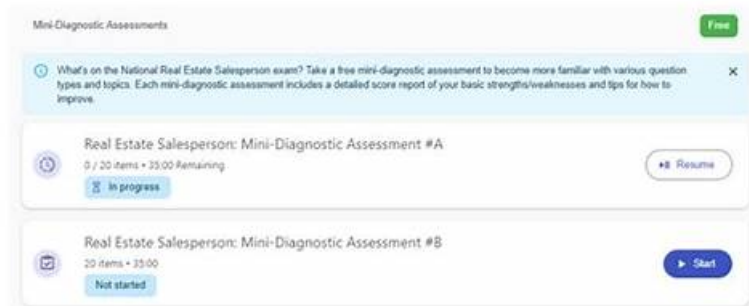 Mini-Diagnostic Assessments
Free
What's on the National Real Estate Salesperson exam? Take a free mini-diagnostic assessment to become more familiar with various question
types and topics. Each mini-diagnostic assessment includes a detailed score report of your basic strengths/weaknesses and tips for how to
improve.
Real Estate Salesperson: Mini-Diagnostic Assessment #A
0 / 20 items • 35:00 Remaining
Resume
In progress
Real Estate Salesperson: Mini-Diagnostic Assessment #B
20 items • 35:00
Start
Not started